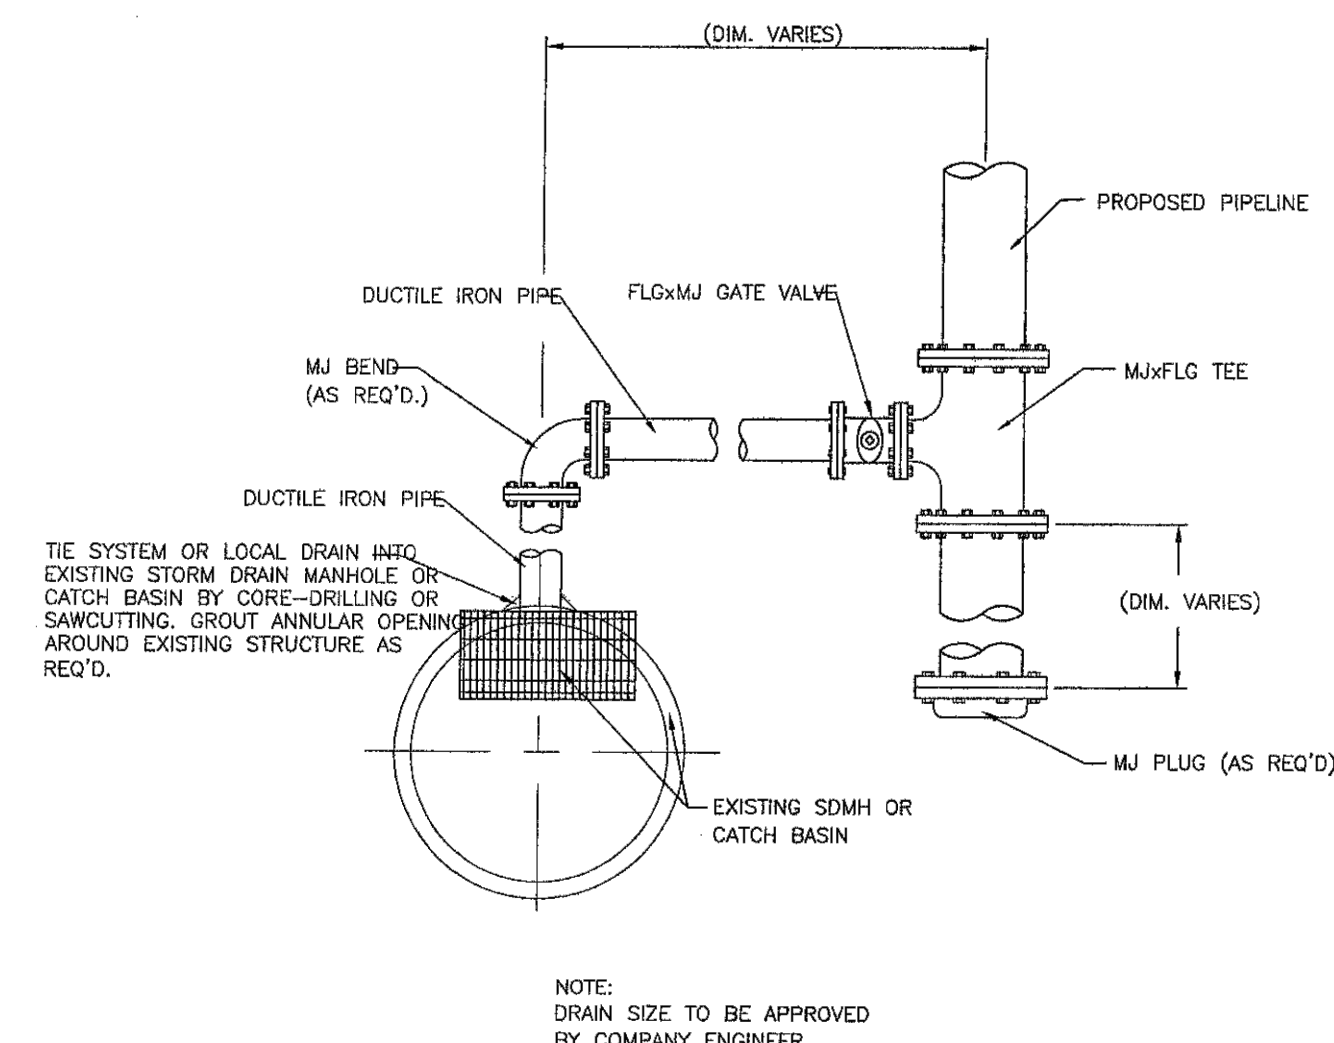 (DIM. VARIES)
PROPOSED PIPELINE
DUCTILE IRON PIPE
FLGxMJ GATE VALVE
MJ BEND
(AS REQ'D.)
MJxFLG TEE
DUCTILE IRON PIPE
TIE SYSTEM OR LOCAL DRAIN INTO
EXISTING STORM DRAIN MANHOLE OR
CATCH BASIN BY CORE-DRILLING OR
SAWCUTTING. GROUT ANNULAR OPENING
AROUND EXISTING STRUCTURE AS
REQ'D.
(DIM. VARIES)
MJ PLUG (AS REQ'D)
EXISTING SDMH OR
CATCH BASIN
NOTE:
DRAIN SIZE TO BE APPROVED
BY COMPANY ENGINEER